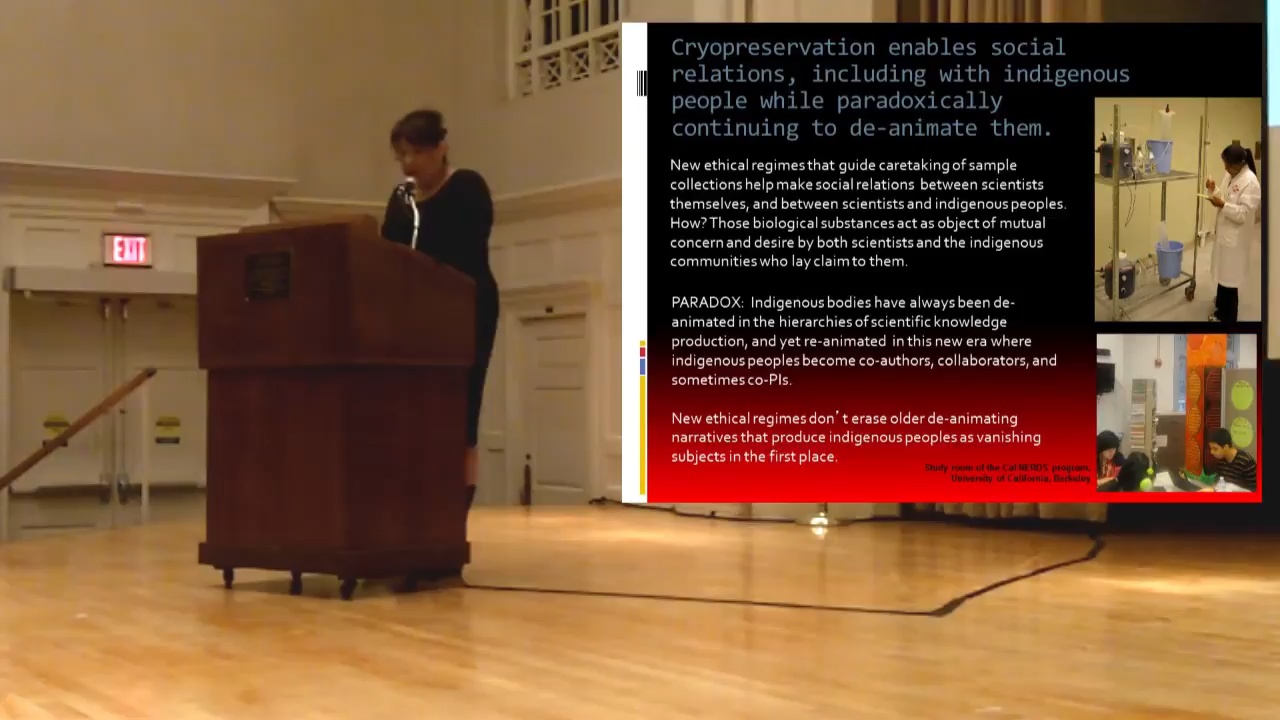 EXIT
Cryopreservation enables social
relations, including with indigenous
people while paradoxically
continuing to de-animate them.
New ethical regimes that guide caretaking of sample
collections help make social relations between scientists
themselves, and between scientists and indigenous peoples.
How? Those biological substances act as object of mutual
concern and desire by both scientists and the indigenous
communities who lay claim to them.
PARADOX: Indigenous bodies have always been de-
animated in the hierarchies of scientific knowledge
production, and yet re-animated in this new era where
indigenous peoples become co-authors, collaborators, and
sometimes co-PIs.
New ethical regimes don’t erase older de-animating
narratives that produce indigenous peoples as vanishing
subjects in the first place.
Study room of the Cal NERDS program,
University of California, Berkeley